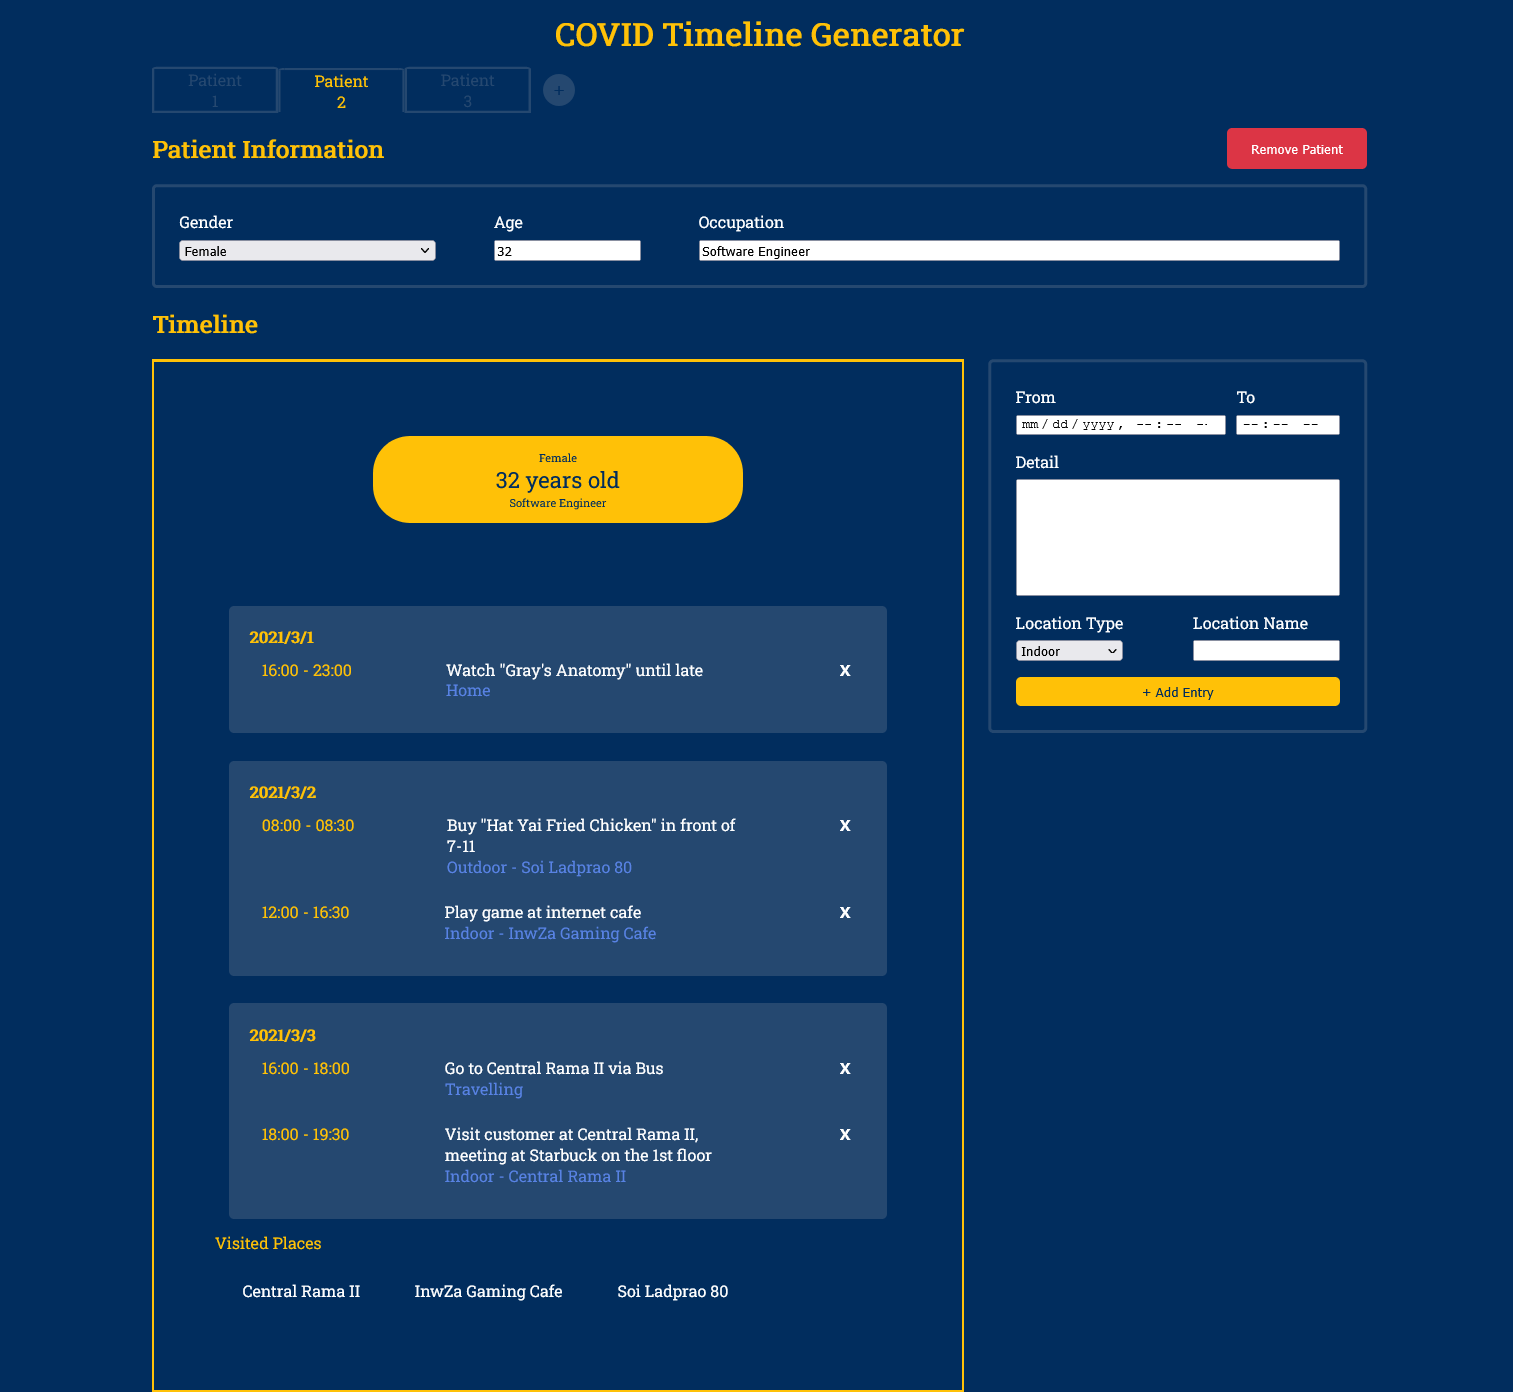 COVID Timeline Generator
Patient
1
Patient
2
Patient
3
+
Patient Information
Remove Patient
Gender
Age
Occupation
Female
32
Software Engineer
Timeline
Female
32 years old
Software Engineer
2021/3/1
16:00 - 23:00
Watch "Gray's Anatomy" until late
X
Home
2021/3/2
08:00 - 08:30
Buy "Hat Yai Fried Chicken" in front of
7-11
X
Outdoor - Soi Ladprao 80
12:00 - 16:30
Play game at internet cafe
X
Indoor - InwZa Gaming Cafe
2021/3/3
16:00 - 18:00
Go to Central Rama II via Bus
X
Travelling
18:00 - 19:30
Visit customer at Central Rama II,
meeting at Starbuck on the 1st floor
X
Indoor - Central Rama II
Visited Places
Central Rama II
InwZa Gaming Cafe
Soi Ladprao 80
From
To
mm/dd/yyyy, --:-- --
--:-- --
Detail
Location Type
Location Name
Indoor
+ Add Entry